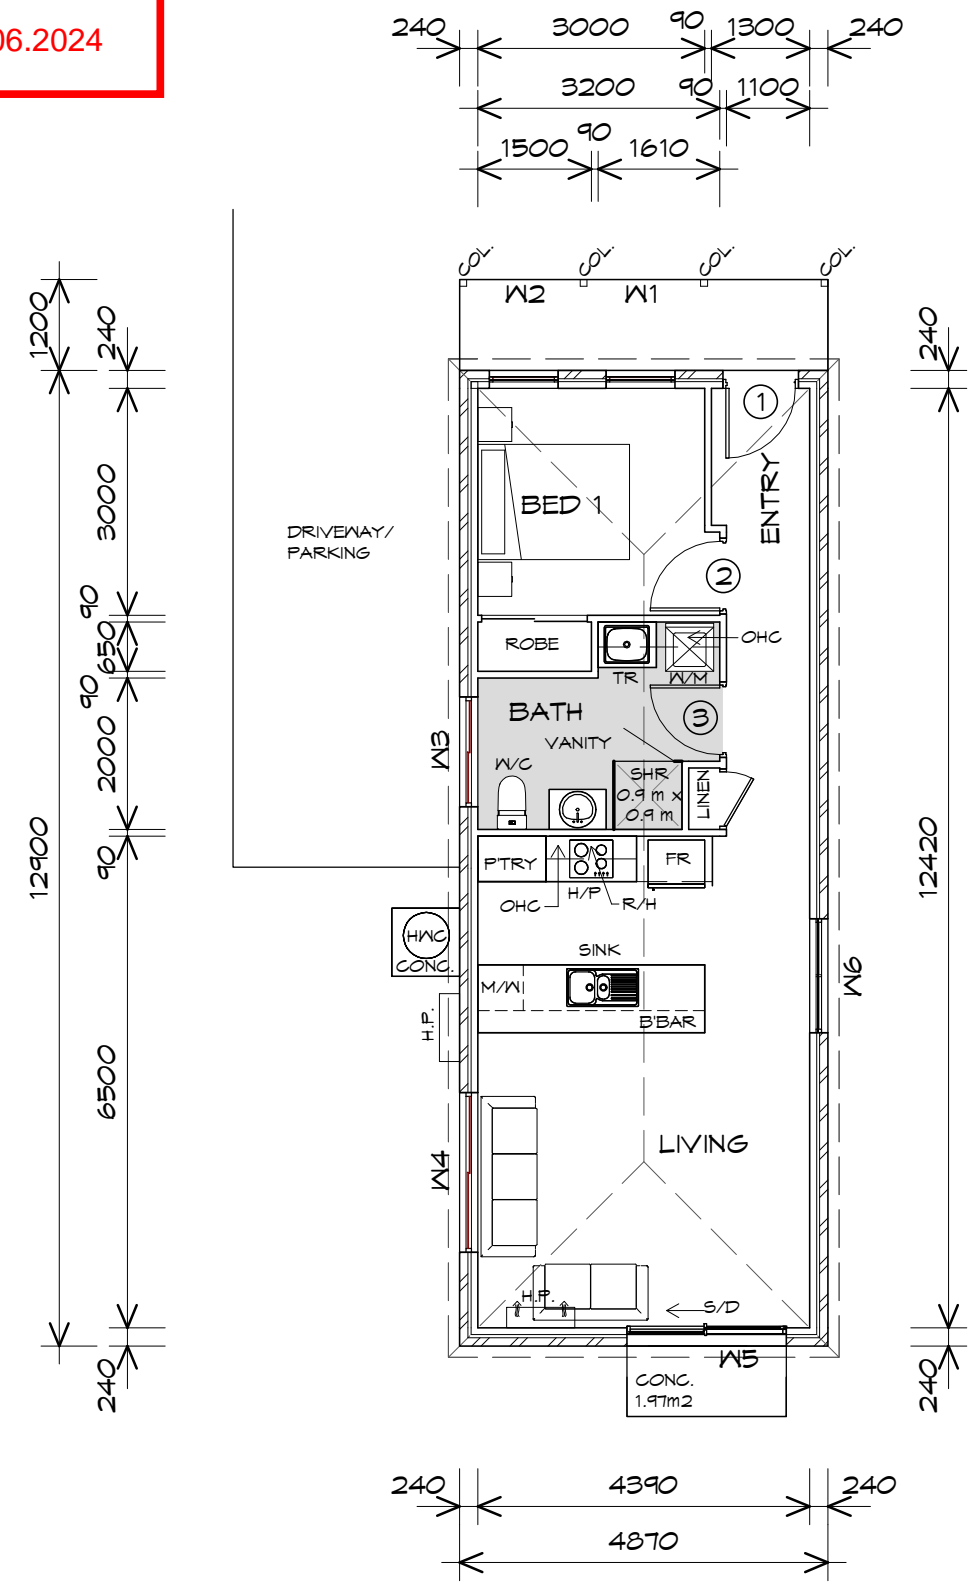 06.2024
240 3000 90 1300 240
3200 90 1100
90
1500 1610
COL. COL. COL. COL.
W2 W1
1200 240 240
1
ENTRY
3000
BED 1
DRIVEWAY/
PARKING
2
90
650
ROBE
OHC
TR W/M
90
BATH
3
2000
W3
VANITY
W/C
SHR
0.9 m x
0.9 m
LINEN
90
12900
12420
P'TRY
FR
H/P
OHC R/H
HWC
CONC.
SINK
M/W
W6
H.P.
B'BAR
6500
LIVING
W4
H.P.
S/D
W5
240 240
CONC.
1.97m2
240 4390 240
4870